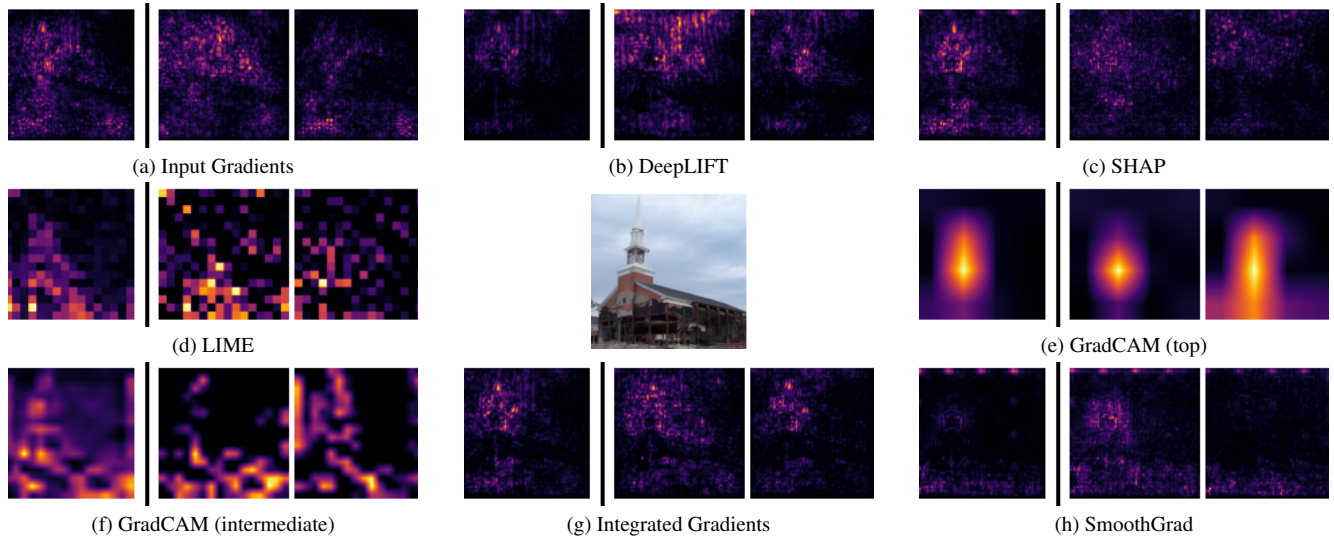 (a) Input Gradients
(b) DeepLIFT
(c) SHAP
(d) LIME
(e) GradCAM (top)
(f) GradCAM (intermediate)
(g) Integrated Gradients
(h) SmoothGrad